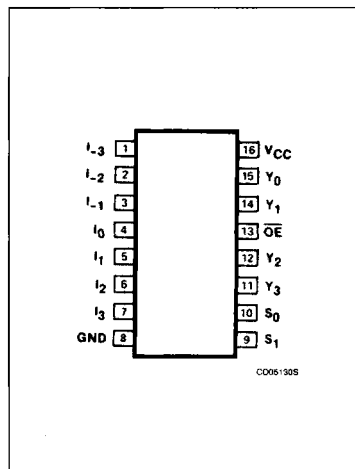 I₋₃ 1 16 VCC
I₋₂ 2 15 Y₀
I₋₁ 3 14 Y₁
I₀ 4 13 O̅E̅
I₁ 5 12 Y₂
I₂ 6 11 Y₃
I₃ 7 10 S₀
GND 8 9 S₁
CD05130S